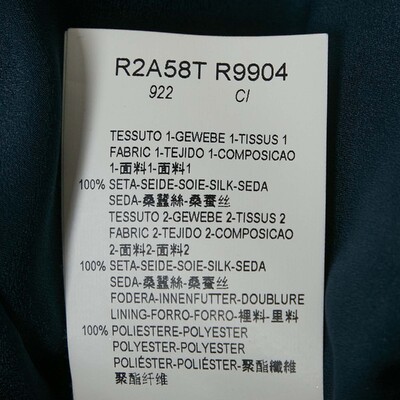 R2A58T R9904
922 CI
TESSUTO 1-GEWEBE 1-TISSUS 1
FABRIC 1-TEJIDO 1-COMPOSICAO
1-面料1-面料1
100% SETA-SEIDE-SOIE-SILK-SEDA
SEDA-桑蠶絲-桑蚕丝
TESSUTO 2-GEWEBE 2-TISSUS 2
FABRIC 2-TEJIDO 2-COMPOSICAO
2-面料2-面料2
100% SETA-SEIDE-SOIE-SILK-SEDA
SEDA-桑蠶絲-桑蚕丝
FODERA-INNENFUTTER-DOUBLURE
LINING-FORRO-FORRO-裡料-里料
100% POLIESTERE-POLYESTER
POLYESTER-POLYESTER
POLIÉSTER-POLIÉSTER-聚酯纖維
聚酯纤维